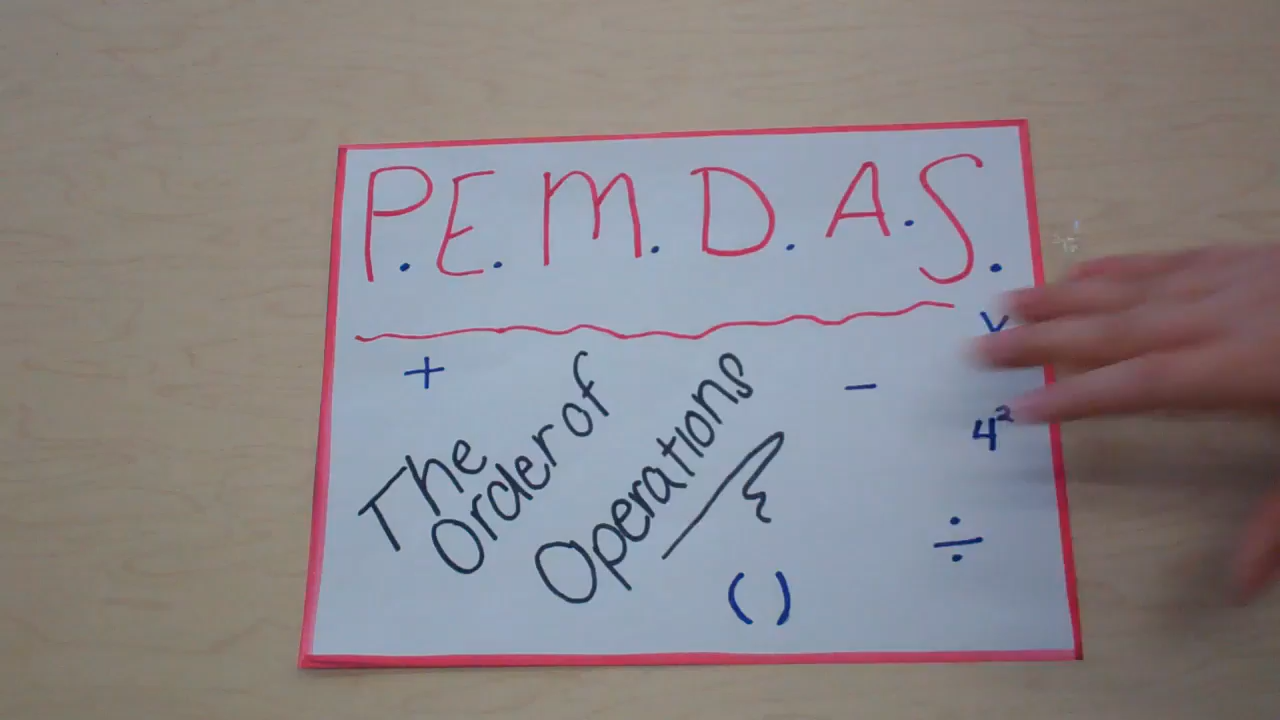 P.E.M.D.A.S.
+
-
The
Order of
Operations
4²
÷
( )